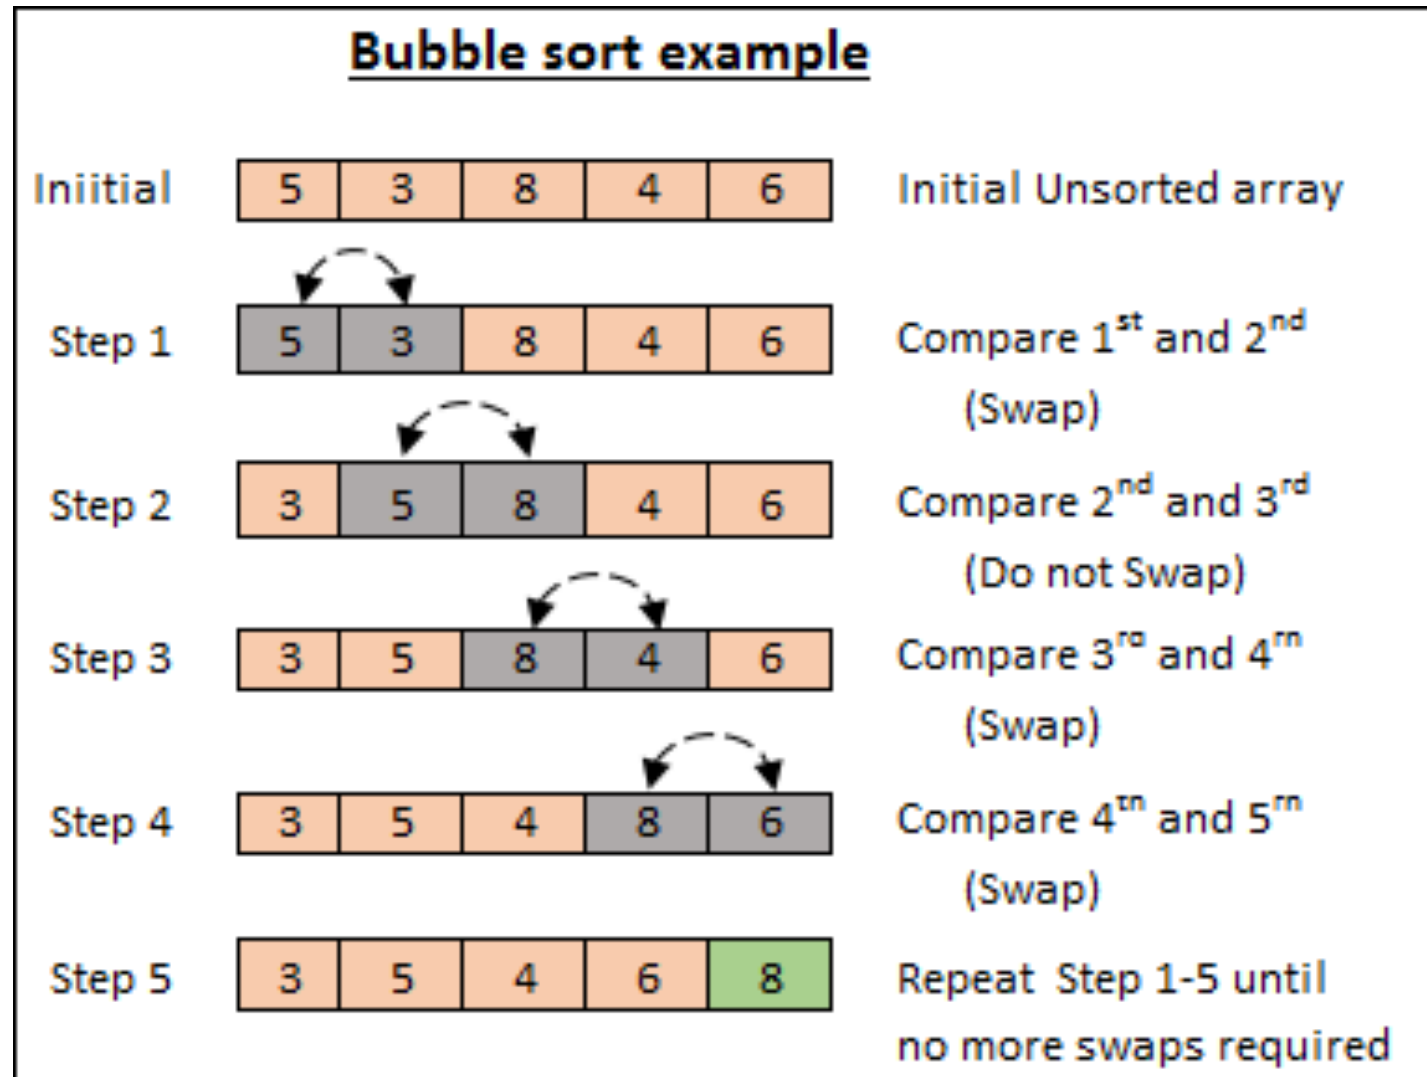 Bubble sort example
Iniitial 5 3 8 4 6 Initial Unsorted array
Step 1 5 3 8 4 6 Compare 1st and 2nd
(Swap)
Step 2 3 5 8 4 6 Compare 2nd and 3rd
(Do not Swap)
Step 3 3 5 8 4 6 Compare 3rd and 4rh
(Swap)
Step 4 3 5 4 8 6 Compare 4th and 5rh
(Swap)
Step 5 3 5 4 6 8 Repeat Step 1-5 until
no more swaps required